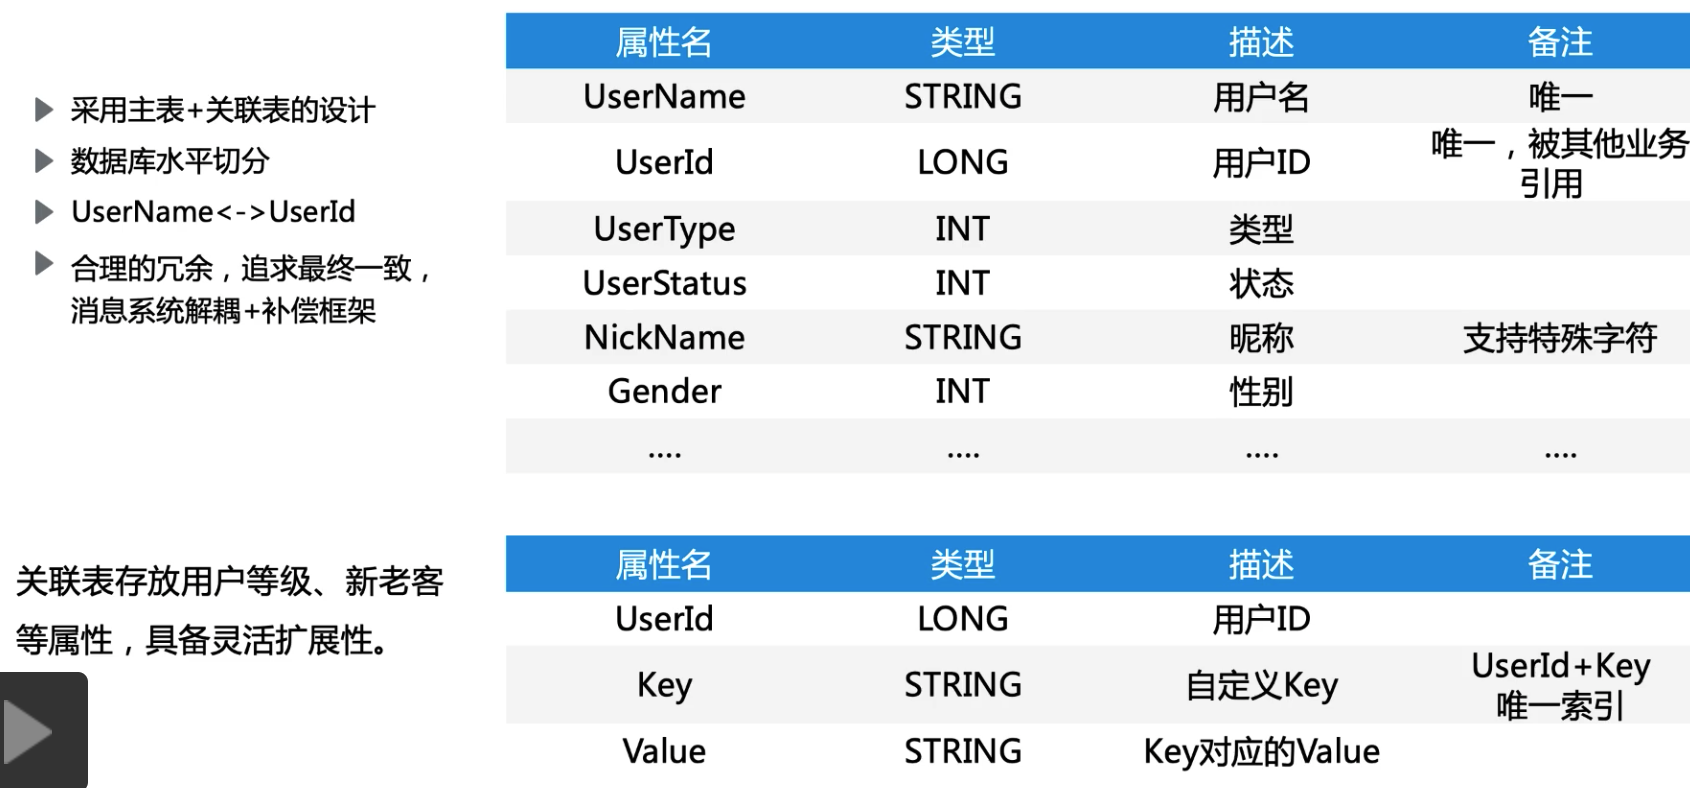 采用主表+关联表的设计
数据库水平切分
UserName<->UserId
合理的冗余，追求最终一致，
消息系统解耦+补偿框架
属性名 类型 描述 备注
UserName STRING 用户名 唯一
UserId LONG 用户ID 唯一，被其他业务
引用
UserType INT 类型
UserStatus INT 状态
NickName STRING 昵称 支持特殊字符
Gender INT 性别
.... .... .... ....
关联表存放用户等级、新老客
等属性，具备灵活扩展性。
属性名 类型 描述 备注
UserId LONG 用户ID
Key STRING 自定义Key UserId+Key
唯一索引
Value STRING Key对应的Value